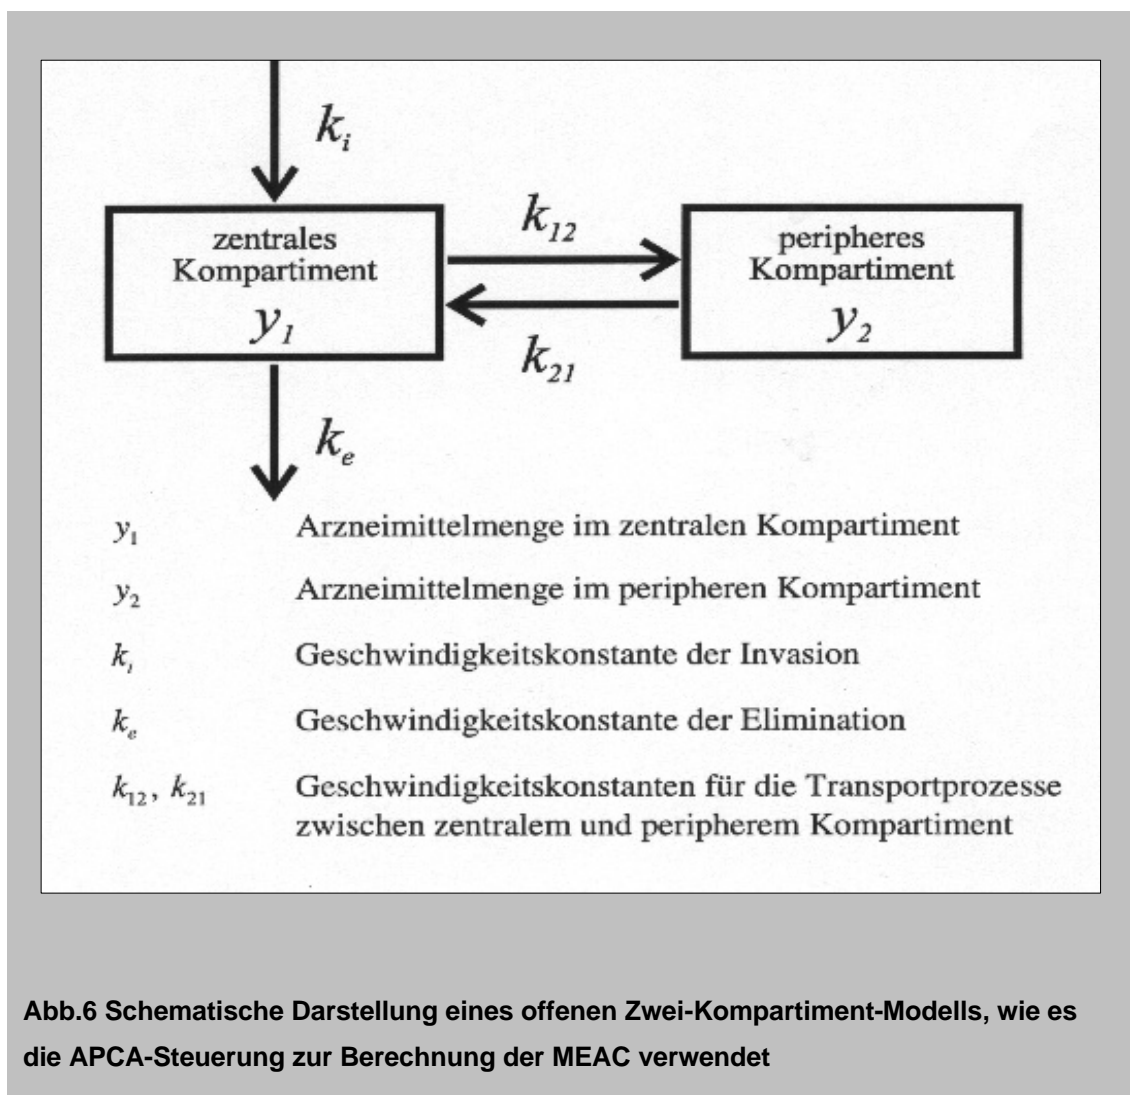 k_i
k_12
zentrales
Kompartiment
y_1
peripheres
Kompartiment
y_2
k_21
k_e
y_1 Arzneimittelmenge im zentralen Kompartiment
y_2 Arzneimittelmenge im peripheren Kompartiment
k_i Geschwindigkeitskonstante der Invasion
k_e Geschwindigkeitskonstante der Elimination
k_12, k_21 Geschwindigkeitskonstanten für die Transportprozesse
zwischen zentralem und peripherem Kompartiment
Abb.6 Schematische Darstellung eines offenen Zwei-Kompartiment-Modells, wie es
die APCA-Steuerung zur Berechnung der MEAC verwendet